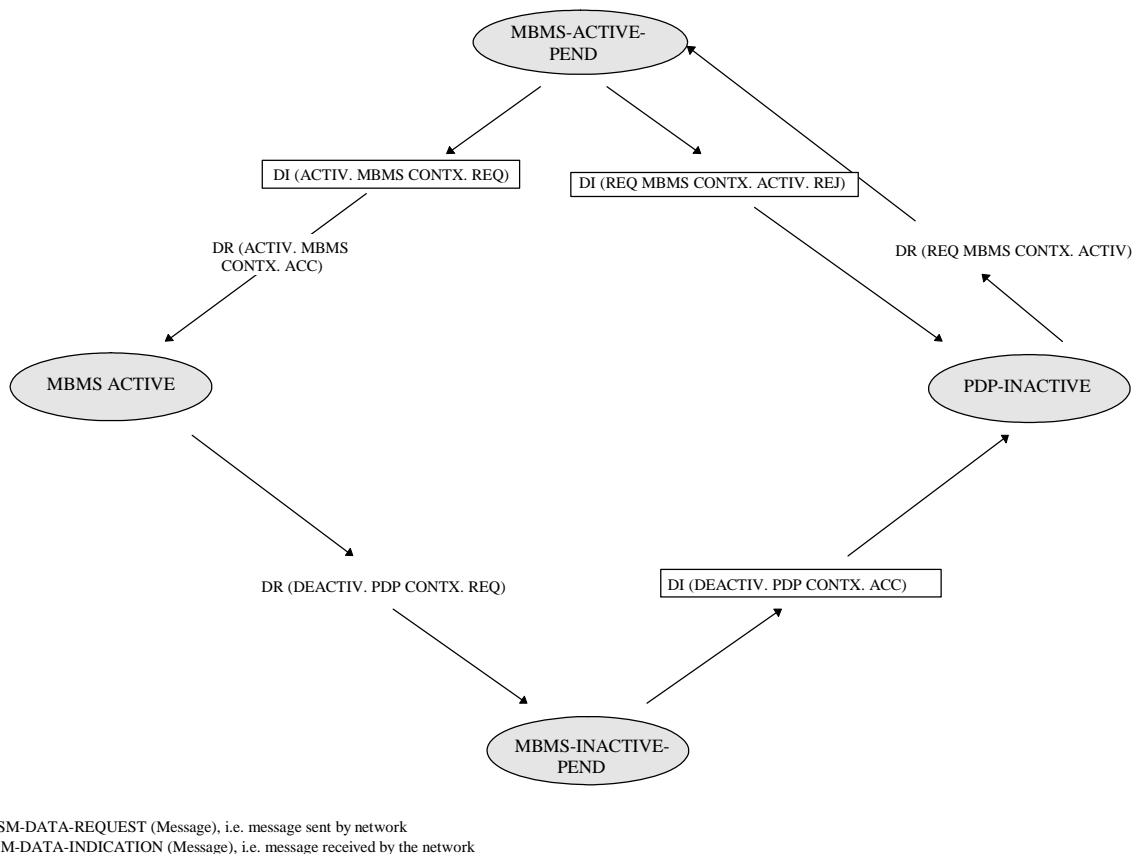 MBMS-ACTIVE-
PEND
DI (ACTIV. MBMS CONTX. REQ)
DI (REQ MBMS CONTX. ACTIV. REJ)
DR (ACTIV. MBMS
CONTX. ACC)
DR (REQ MBMS CONTX. ACTIV)
MBMS ACTIVE
PDP-INACTIVE
DR (DEACTIV. PDP CONTX. REQ)
DI (DEACTIV. PDP CONTX. ACC)
MBMS-INACTIVE-
PEND
SM-DATA-REQUEST (Message), i.e. message sent by network
M-DATA-INDICATION (Message), i.e. message received by the network